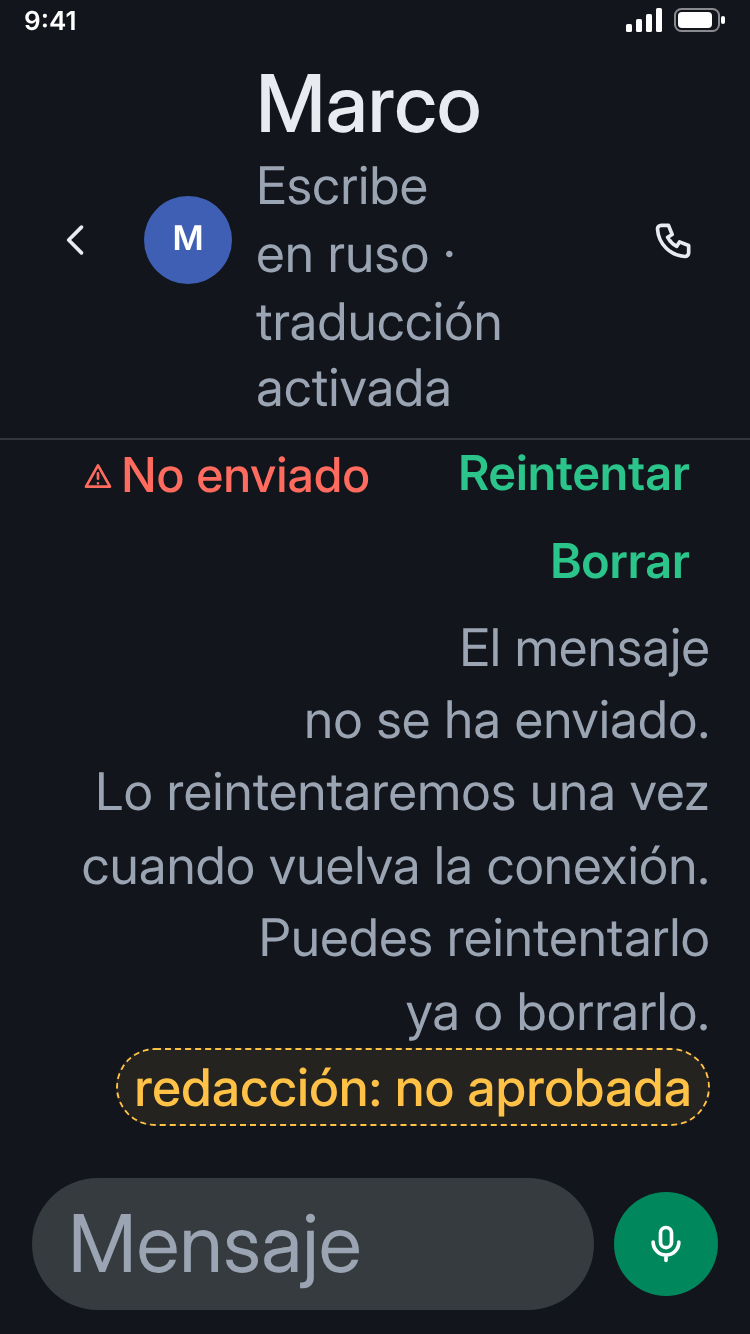 9:41
Marco
M
Escribe
en ruso ·
traducción
activada
No enviado
Reintentar
Borrar
El mensaje
no se ha enviado.
Lo reintentaremos una vez
cuando vuelva la conexión.
Puedes reintentarlo
ya o borrarlo.
redacción: no aprobada
Mensaje